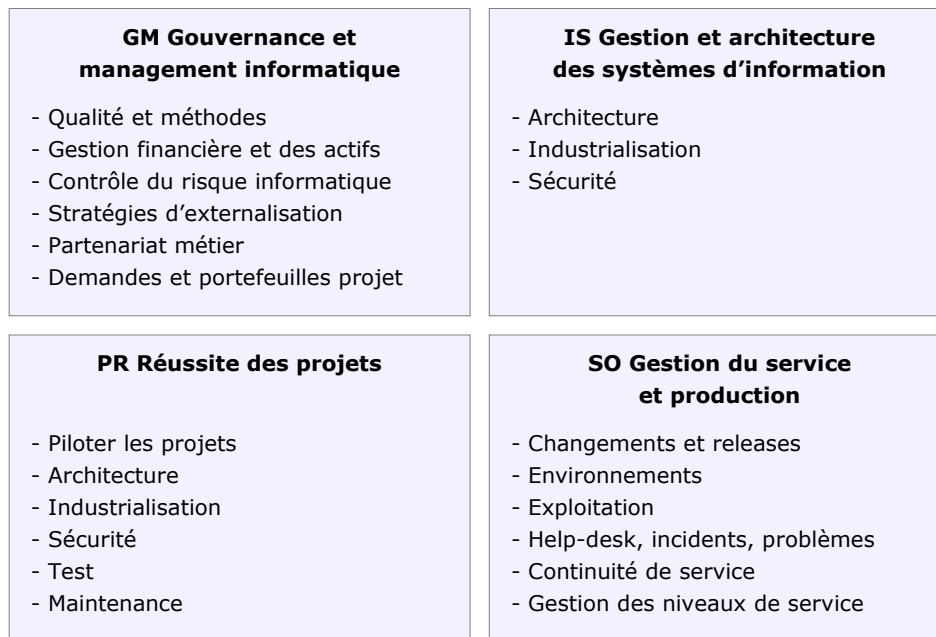 GM Gouvernance et
management informatique
- Qualité et méthodes
- Gestion financière et des actifs
- Contrôle du risque informatique
- Stratégies d’externalisation
- Partenariat métier
- Demandes et portefeuilles projet
IS Gestion et architecture
des systèmes d’information
- Architecture
- Industrialisation
- Sécurité
PR Réussite des projets
- Piloter les projets
- Architecture
- Industrialisation
- Sécurité
- Test
- Maintenance
SO Gestion du service
et production
- Changements et releases
- Environnements
- Exploitation
- Help-desk, incidents, problèmes
- Continuité de service
- Gestion des niveaux de service